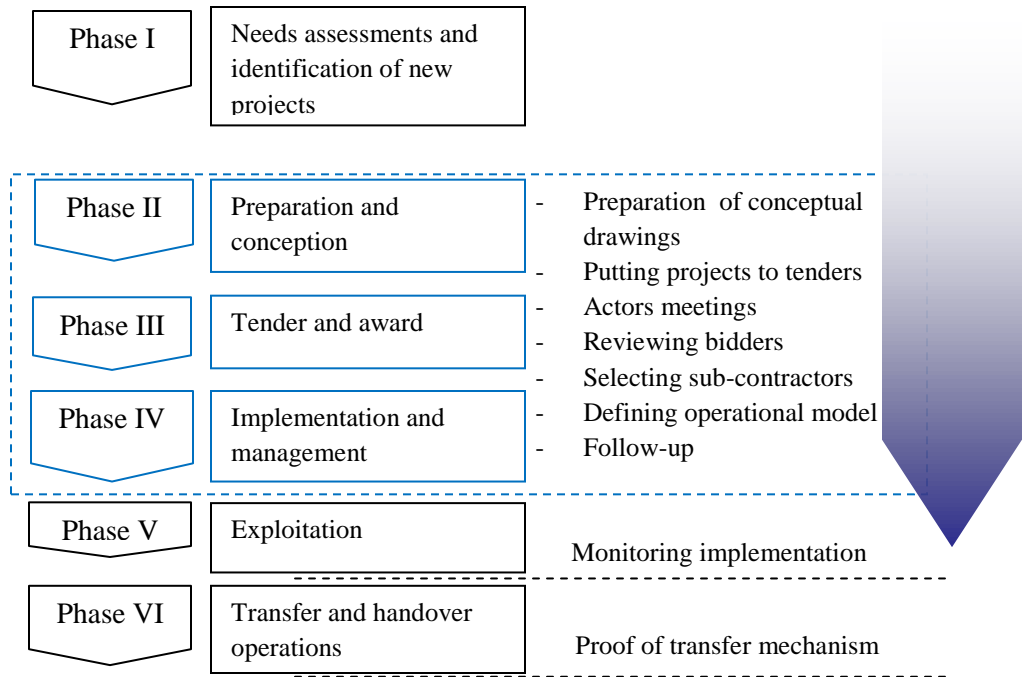 Phase I
Needs assessments and
identification of new
projects
Phase II
Preparation and
conception
Phase III
Tender and award
Phase IV
Implementation and
management
- Preparation  of conceptual
drawings
- Putting projects to tenders
- Actors meetings
- Reviewing bidders
- Selecting sub-contractors
- Defining operational model
- Follow-up
Phase V
Exploitation
Monitoring implementation
Phase VI
Transfer and handover
operations
Proof of transfer mechanism